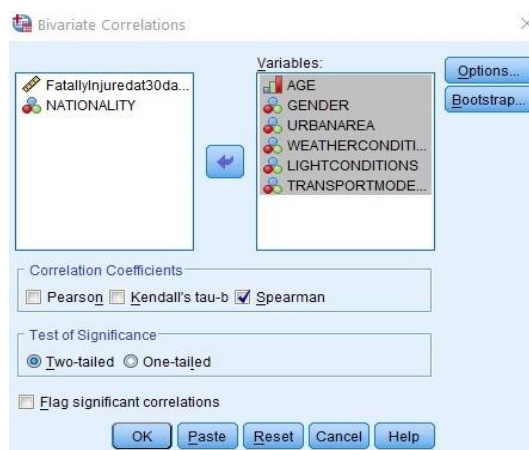 Bivariate Correlations
Variables:
FatallyInjuredat30da...
NATIONALITY
AGE
GENDER
URBANAREA
WEATHERCONDITI...
LIGHTCONDITIONS
TRANSPORTMODE...
Options...
Bootstrap...
Correlation Coefficients
Pearson Kendall's tau-b Spearman
Test of Significance
Two-tailed One-tailed
Flag significant correlations
OK Paste Reset Cancel Help